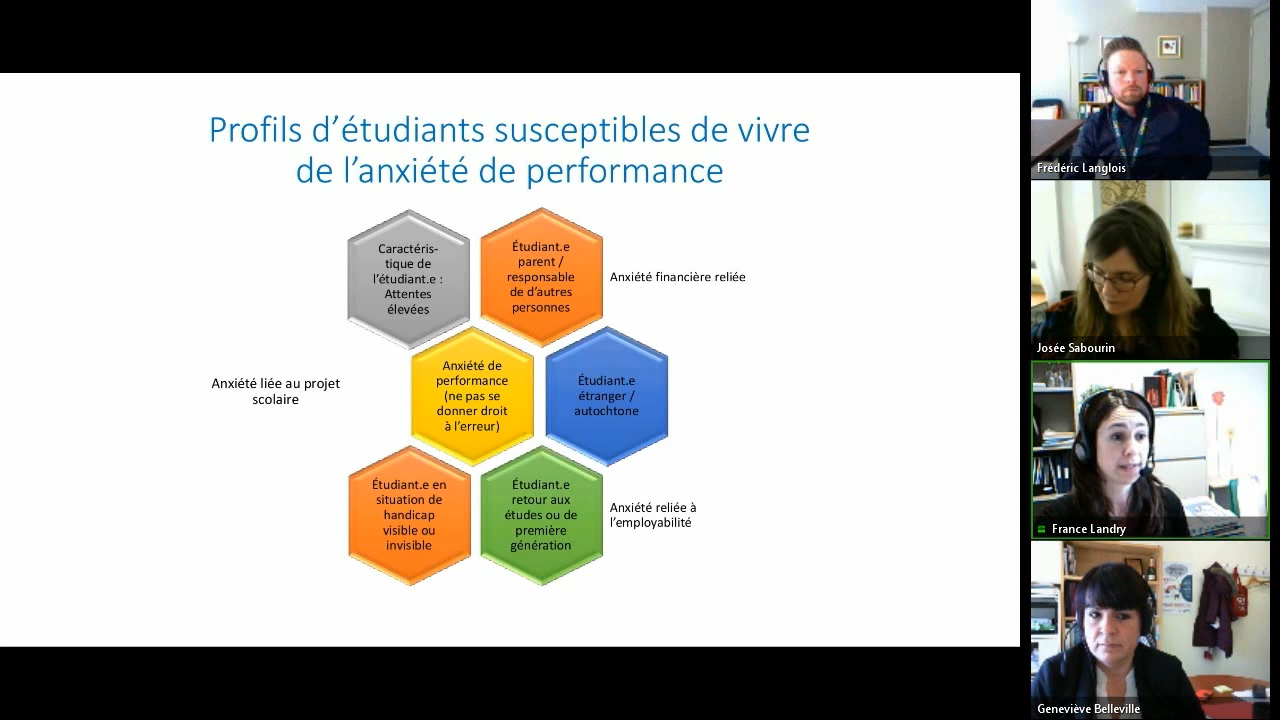 Profils d’étudiants susceptibles de vivre
de l’anxiété de performance
Caractéris-
tique de
l’étudiant.e :
Attentes
élevées
Étudiant.e
parent /
responsable
de d’autres
personnes
Anxiété financière reliée
Anxiété liée au projet
scolaire
Anxiété de
performance
(ne pas se
donner droit
à l’erreur)
Étudiant.e
étranger /
autochtone
Étudiant.e en
situation de
handicap
visible ou
invisible
Étudiant.e
retour aux
études ou de
première
génération
Anxiété reliée à
l’employabilité
Frédéric Langlois
Josée Sabourin
France Landry
Geneviève Belleville